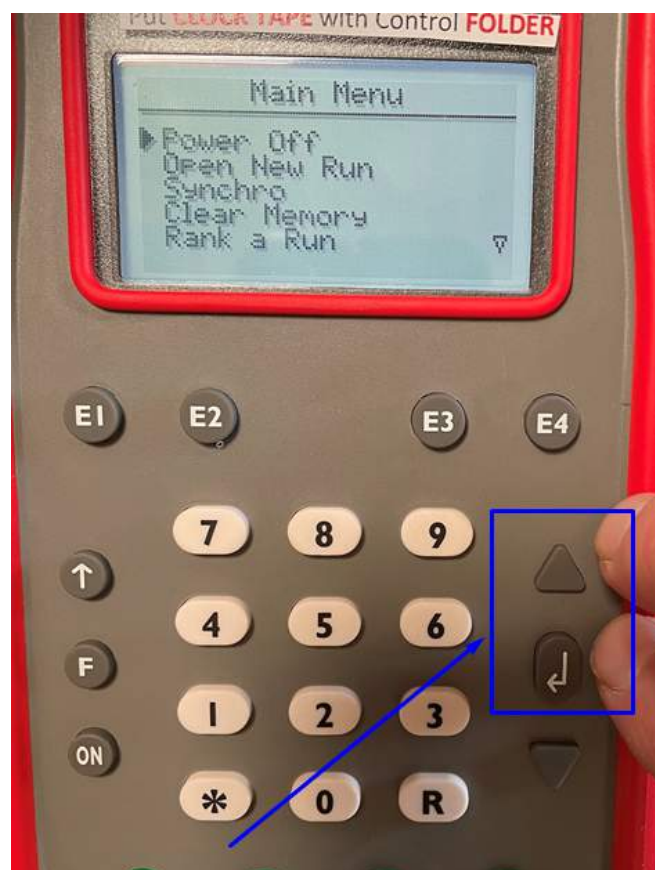 Put CLOCK TAPE with Control FOLDER
Main Menu
Power Off
Open New Run
Synchro
Clear Memory
Rank a Run
E1 E2 E3 E4
7 8 9
↑
4 5 6
F
1 2 3
ON
* 0 R